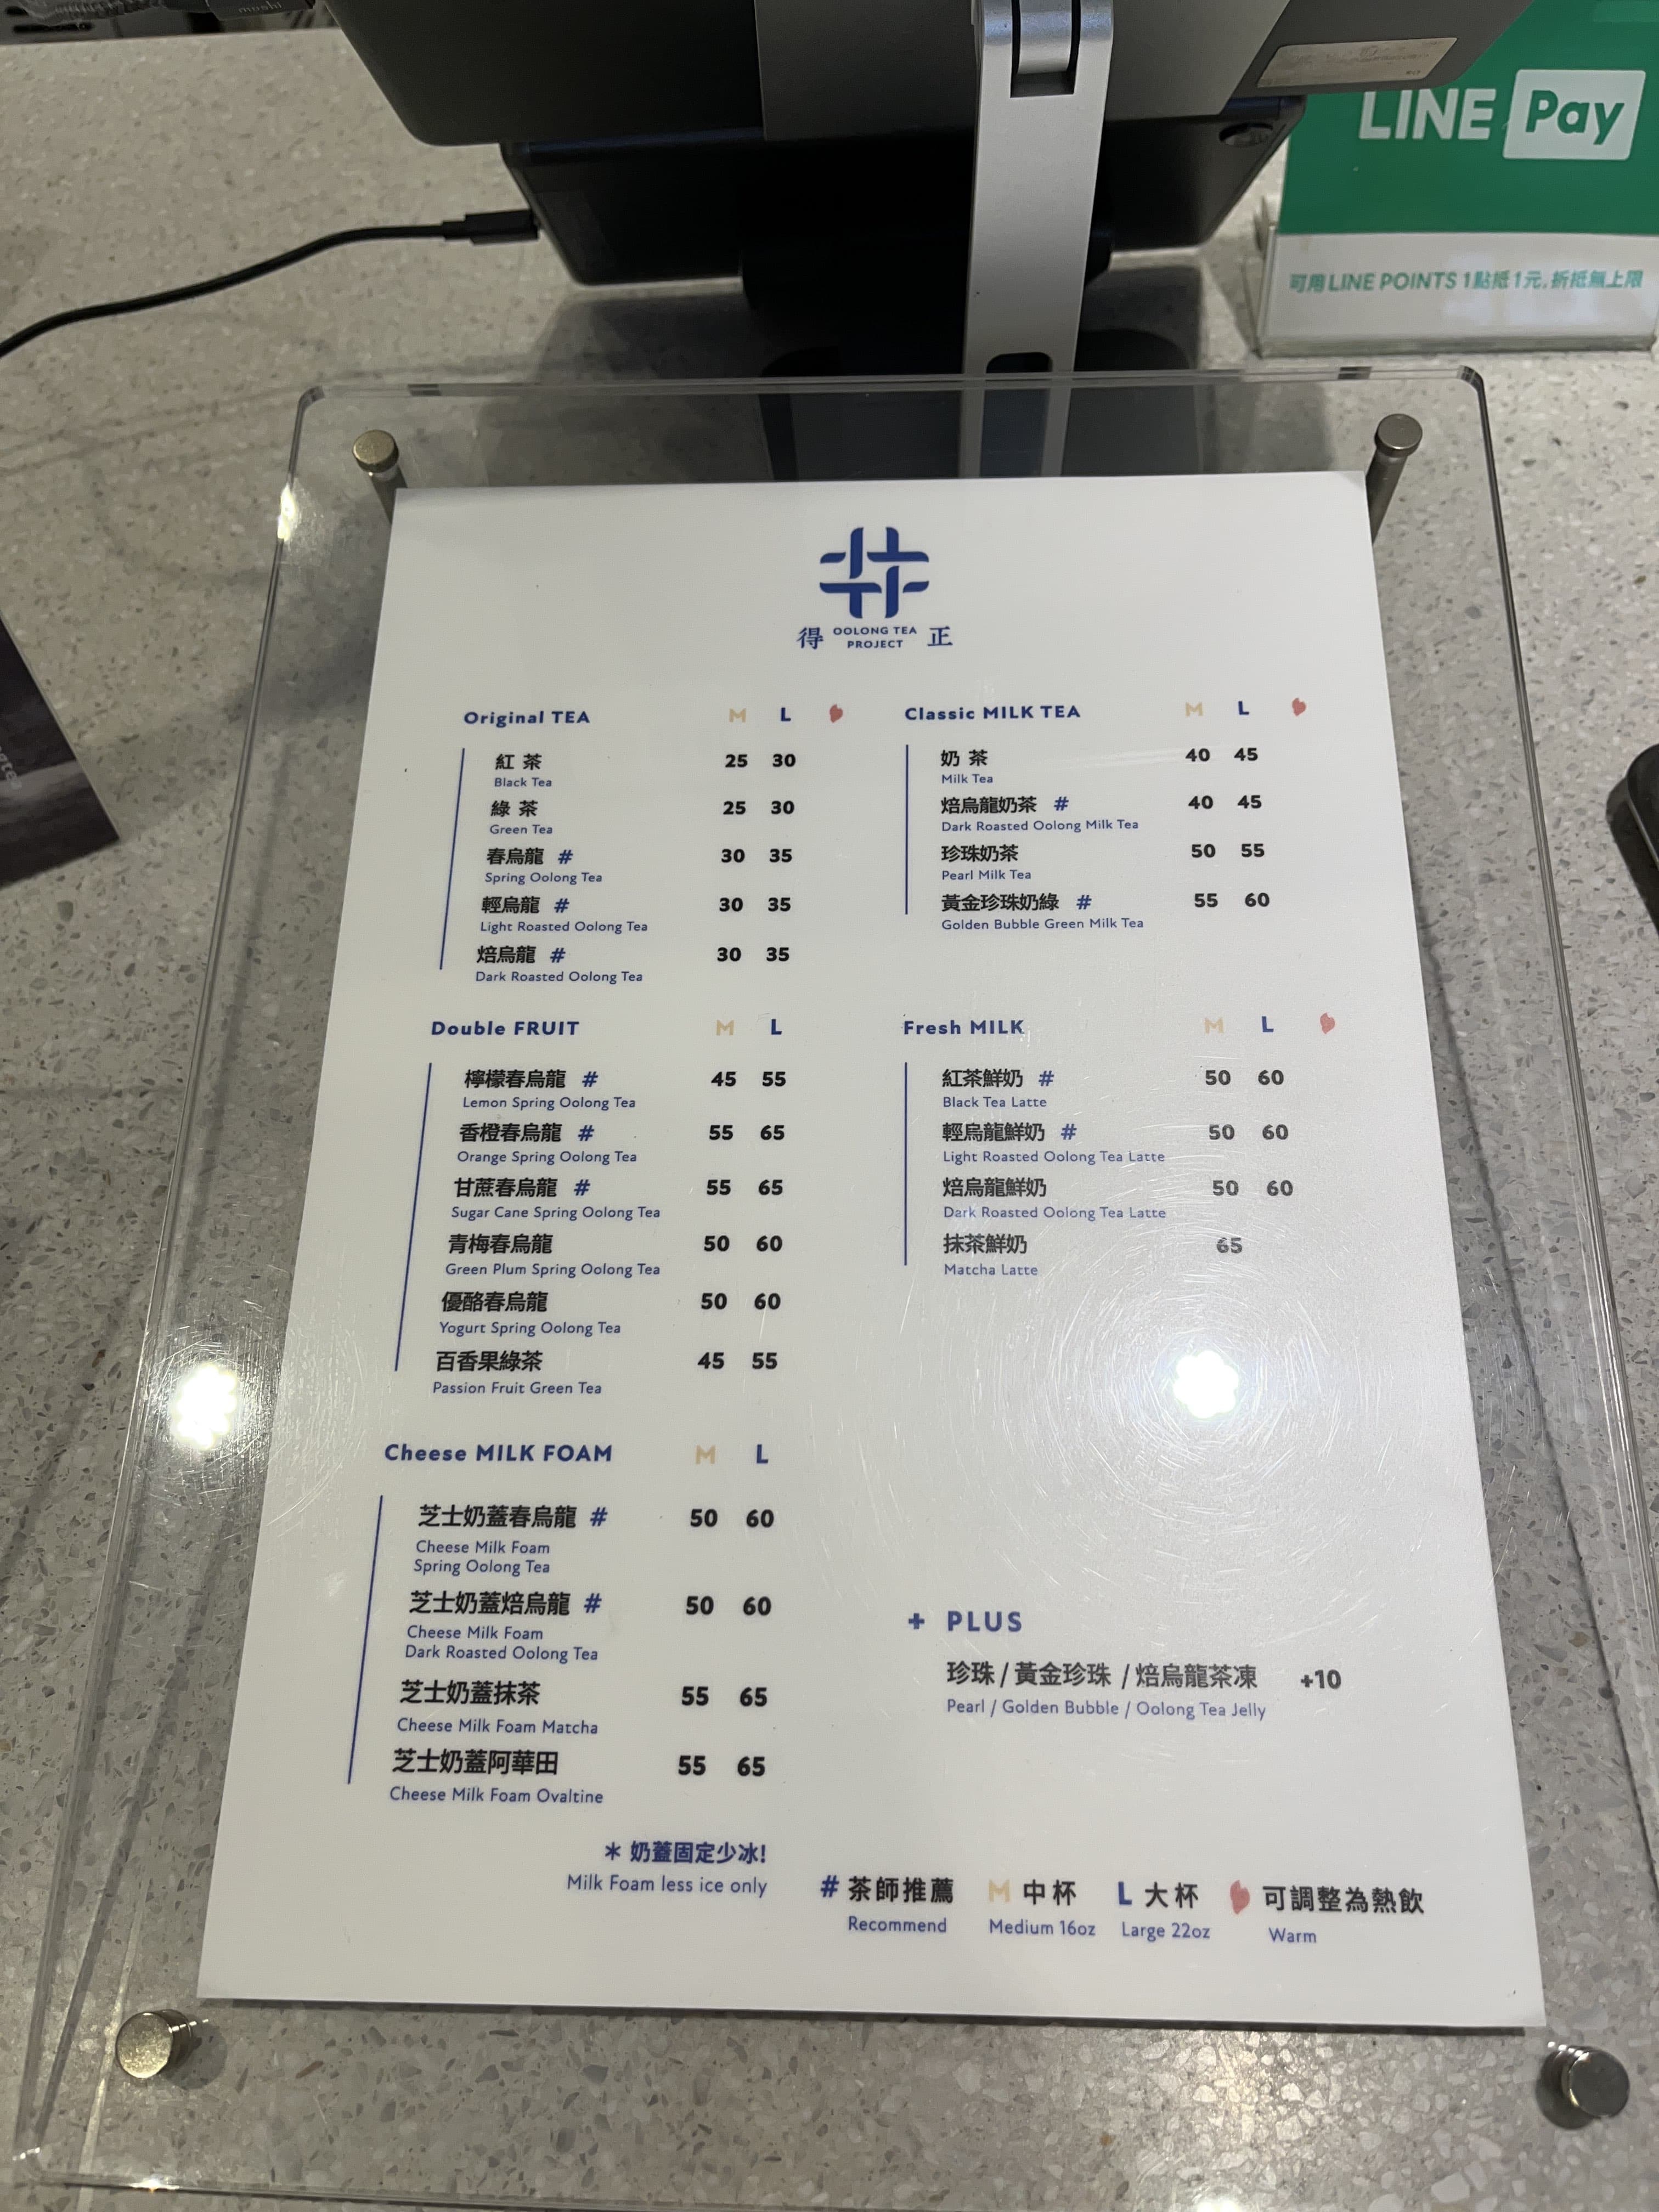 moshi
LINE Pay
可用LINE POINTS 1點抵1元,折抵無上限
得 OOLONG TEA PROJECT 正
Original TEA M L
紅茶 25 30
Black Tea
綠茶 25 30
Green Tea
春烏龍 # 30 35
Spring Oolong Tea
輕烏龍 # 30 35
Light Roasted Oolong Tea
焙烏龍 # 30 35
Dark Roasted Oolong Tea
Classic MILK TEA M L
奶茶 40 45
Milk Tea
焙烏龍奶茶 # 40 45
Dark Roasted Oolong Milk Tea
珍珠奶茶 50 55
Pearl Milk Tea
黃金珍珠奶綠 # 55 60
Golden Bubble Green Milk Tea
Double FRUIT M L
檸檬春烏龍 # 45 55
Lemon Spring Oolong Tea
香橙春烏龍 # 55 65
Orange Spring Oolong Tea
甘蔗春烏龍 # 55 65
Sugar Cane Spring Oolong Tea
青梅春烏龍 50 60
Green Plum Spring Oolong Tea
優酪春烏龍 50 60
Yogurt Spring Oolong Tea
百香果綠茶 45 55
Passion Fruit Green Tea
Fresh MILK M L
紅茶鮮奶 # 50 60
Black Tea Latte
輕烏龍鮮奶 # 50 60
Light Roasted Oolong Tea Latte
焙烏龍鮮奶 50 60
Dark Roasted Oolong Tea Latte
抹茶鮮奶 65
Matcha Latte
Cheese MILK FOAM M L
芝士奶蓋春烏龍 # 50 60
Cheese Milk Foam
Spring Oolong Tea
芝士奶蓋焙烏龍 # 50 60
Cheese Milk Foam
Dark Roasted Oolong Tea
芝士奶蓋抹茶 55 65
Cheese Milk Foam Matcha
芝士奶蓋阿華田 55 65
Cheese Milk Foam Ovaltine
+ PLUS
珍珠 / 黃金珍珠 / 焙烏龍茶凍 +10
Pearl / Golden Bubble / Oolong Tea Jelly
* 奶蓋固定少冰!
Milk Foam less ice only
# 茶師推薦 M 中杯 L 大杯 可調整為熱飲
Recommend Medium 16oz Large 22oz Warm